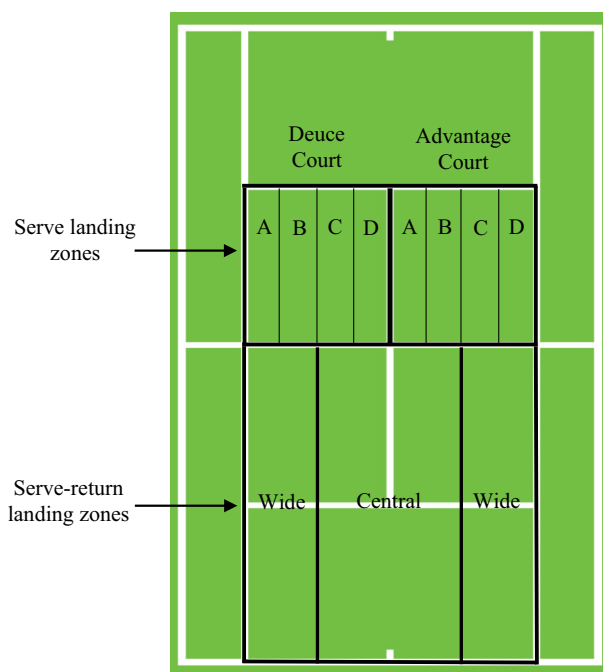 Deuce
Court
Advantage
Court
Serve landing
zones
A B C D A B C D
Serve-return
landing zones
Wide Central Wide